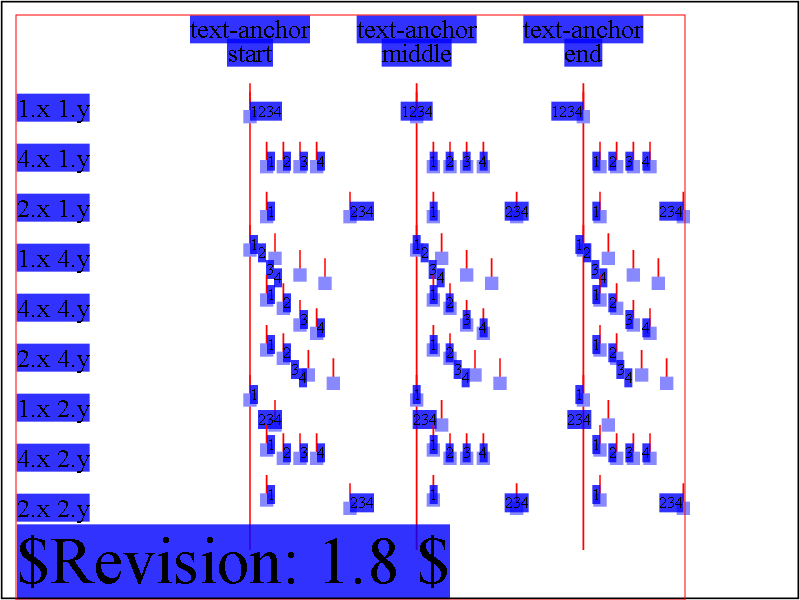 text-anchor text-anchor text-anchor
start middle end
1.x 1.y 1234 1234 1234
4.x 1.y 1 2 3 4 1 2 3 4 1 2 3 4
2.x 1.y 1 234 1 234 1 234
1.x 4.y 1 2 3 4 1 2 3 4 1 2 3 4
4.x 4.y 1 2 3 4 1 2 3 4 1 2 3 4
2.x 4.y 1 2 3 4 1 2 3 4 1 2 3 4
1.x 2.y 1 234 1 234 1 234
4.x 2.y 1 2 3 4 1 2 3 4 1 2 3 4
2.x 2.y 1 234 1 234 1 234
$Revision: 1.8 $